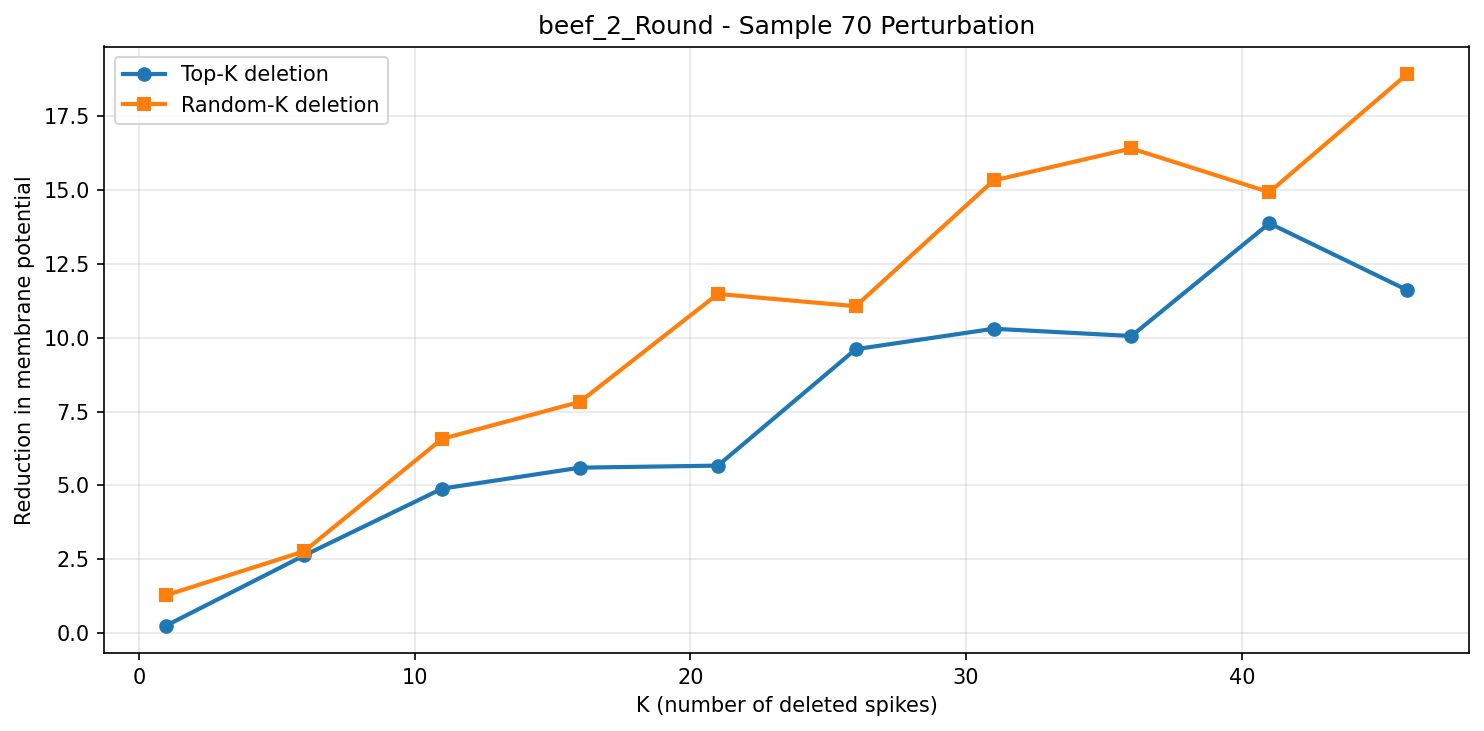 beef_2_Round - Sample 70 Perturbation
Top-K deletion
Random-K deletion
Reduction in membrane potential
17.5
15.0
12.5
10.0
7.5
5.0
2.5
0.0
0 10 20 30 40
K (number of deleted spikes)